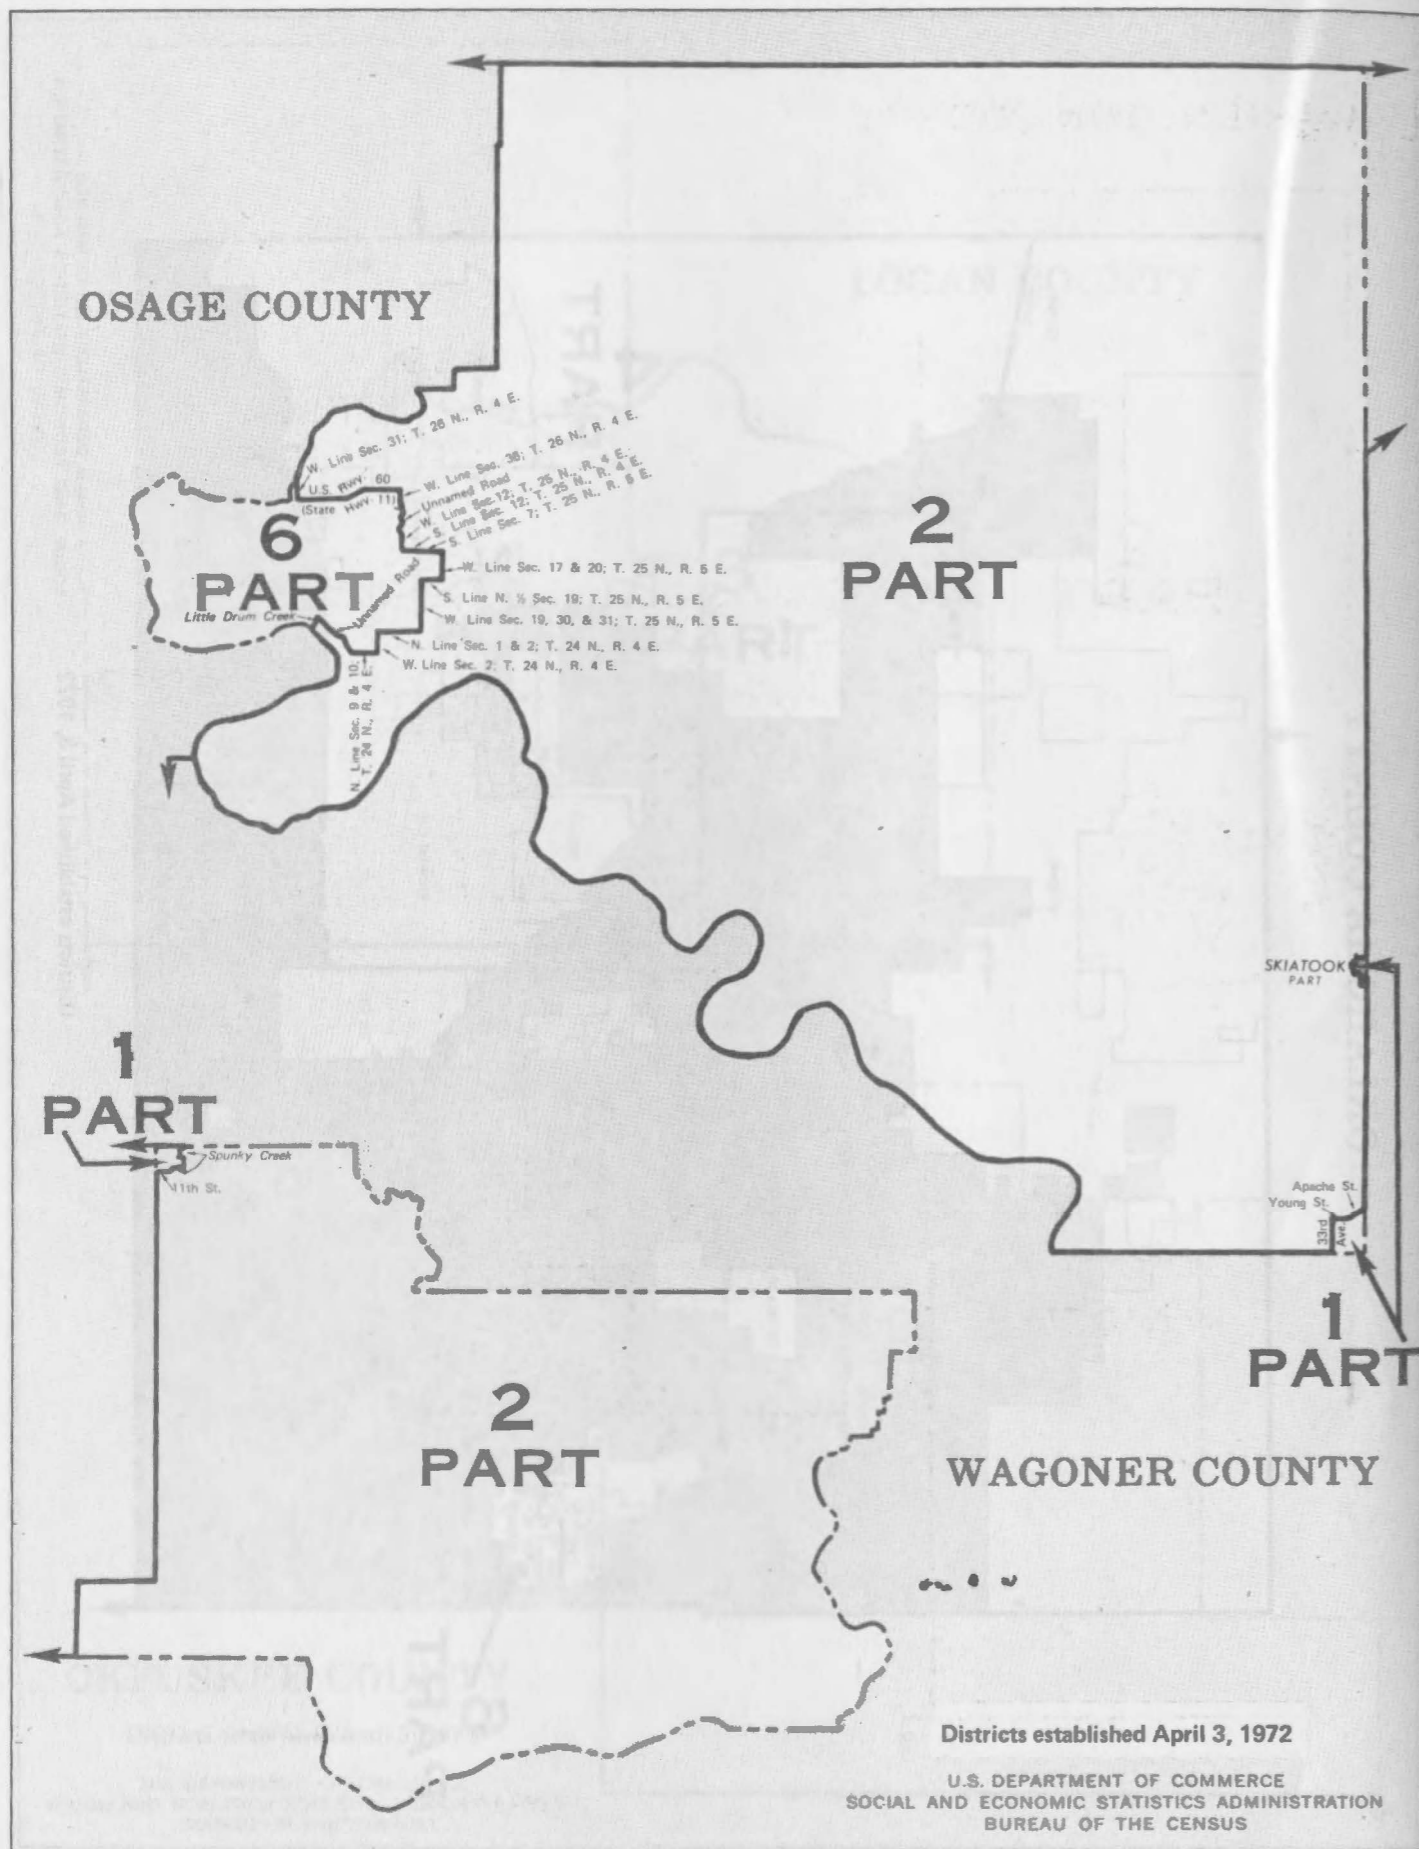 OSAGE COUNTY
W. Line Sec. 31; T. 26 N., R. 4 E.
U.S. Hwy. 60
(State Hwy. 11)
W. Line Sec. 36; T. 26 N., R. 4 E.
Unnamed Road
W. Line Sec. 12; T. 25 N., R. 4 E.
S. Line Sec. 12; T. 25 N., R. 4 E.
S. Line Sec. 7; T. 25 N., R. 5 E.
6
PART
2
PART
Unnamed Road
W. Line Sec. 17 & 20; T. 25 N., R. 5 E.
S. Line N. ½ Sec. 19; T. 25 N., R. 5 E.
Little Drum Creek
W. Line Sec. 19, 30, & 31; T. 25 N., R. 5 E.
N. Line Sec. 1 & 2; T. 24 N., R. 4 E.
W. Line Sec. 2; T. 24 N., R. 4 E.
N. Line Sec. 9 & 10;
T. 24 N., R. 4 E.
SKIATOOK
PART
1
PART
Spunky Creek
11th St.
Apache St.
Young St.
33rd
Ave.
1
PART
2
PART
WAGONER COUNTY
Districts established April 3, 1972
U.S. DEPARTMENT OF COMMERCE
SOCIAL AND ECONOMIC STATISTICS ADMINISTRATION
BUREAU OF THE CENSUS